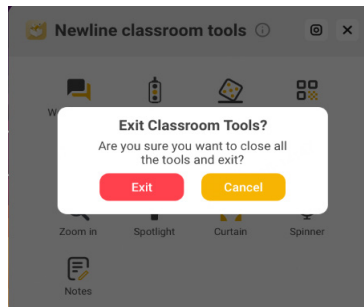 Newline classroom tools
Exit Classroom Tools?
Are you sure you want to close all
the tools and exit?
Exit
Cancel
Zoom in
Spotlight
Curtain
Spinner
Notes